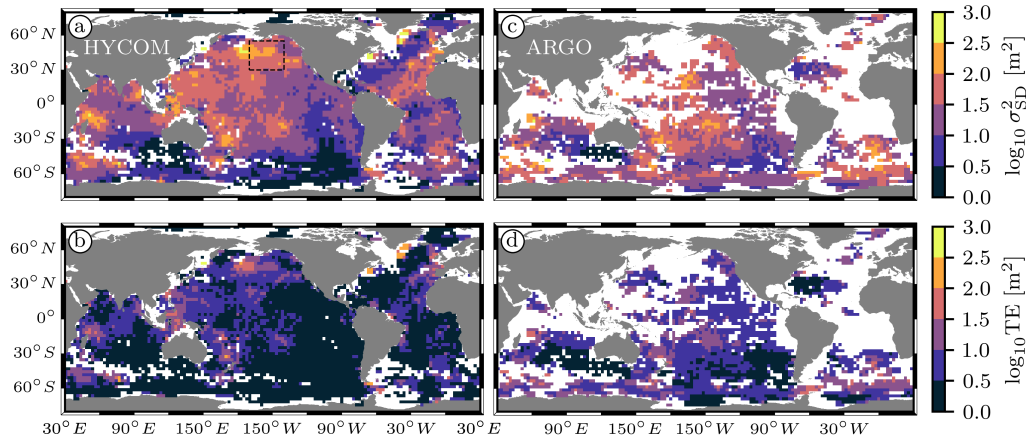 a
HYCOM
c
ARGO
60° N
30° N
0°
30° S
60° S
3.0
2.5
2.0
1.5
1.0
0.5
0.0
log₁₀ σ²_SD [m²]
b
d
60° N
30° N
0°
30° S
60° S
3.0
2.5
2.0
1.5
1.0
0.5
0.0
log₁₀ TE [m²]
30° E 90° E 150° E 150° W 90° W 30° W
90° E 150° E 150° W 90° W 30° W